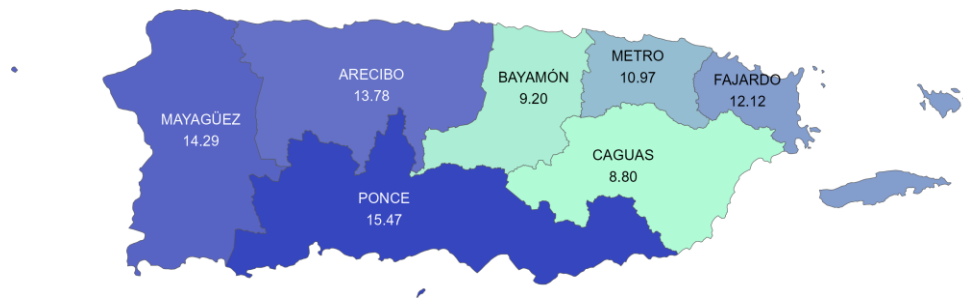 METRO
10.97
ARECIBO
13.78
BAYAMÓN
9.20
FAJARDO
12.12
MAYAGÜEZ
14.29
CAGUAS
8.80
PONCE
15.47